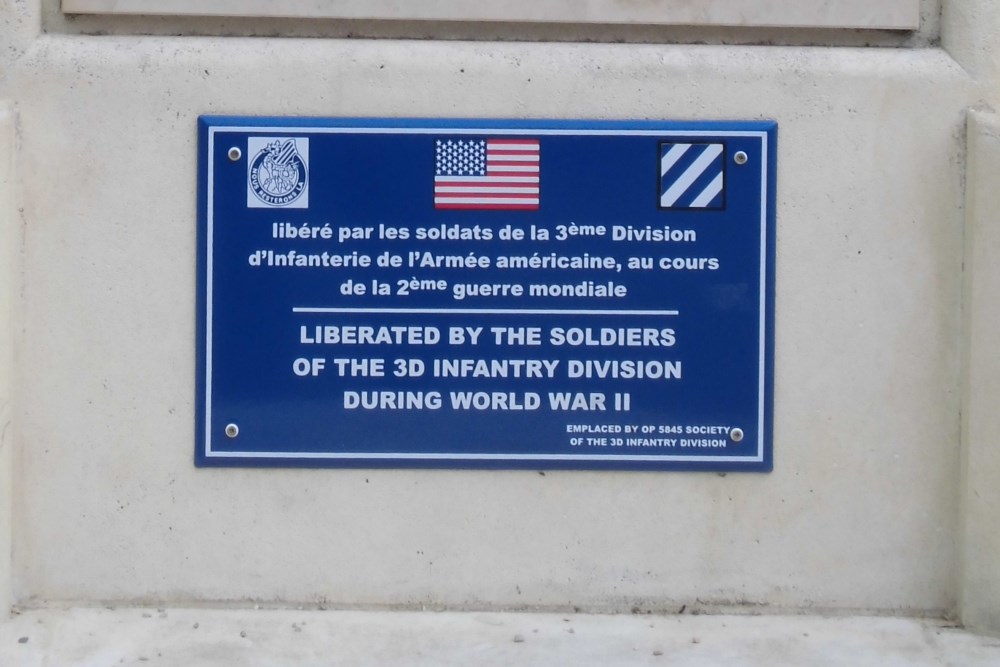 NOUS RESTERONS LA
libéré par les soldats de la 3ème Division
d'Infanterie de l'Armée américaine, au cours
de la 2ème guerre mondiale
LIBERATED BY THE SOLDIERS
OF THE 3D INFANTRY DIVISION
DURING WORLD WAR II
EMPLACED BY OP 5845 SOCIETY
OF THE 3D INFANTRY DIVISION